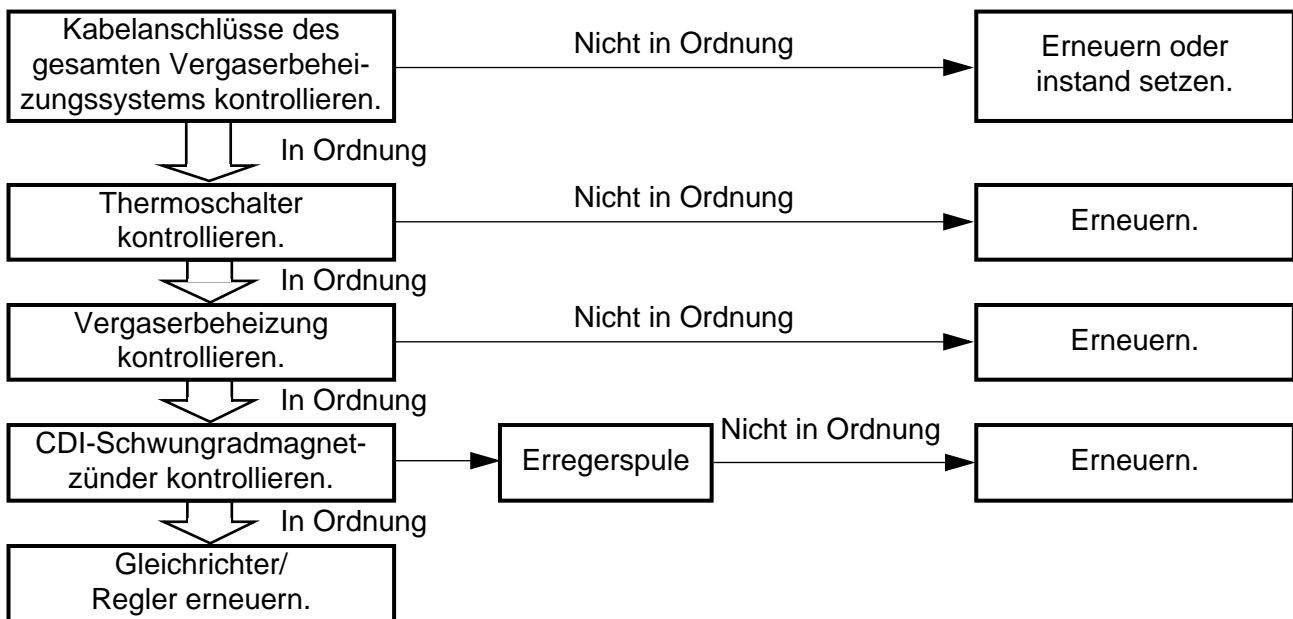 Kabelanschlüsse des
gesamten Vergaserbehei-
zungssystems kontrollieren.
Nicht in Ordnung
Erneuern oder
instand setzen.
In Ordnung
Thermoschalter
kontrollieren.
Nicht in Ordnung
Erneuern.
In Ordnung
Vergaserbeheizung
kontrollieren.
Nicht in Ordnung
Erneuern.
In Ordnung
CDI-Schwungradmagnet-
zünder kontrollieren.
Erregerspule
Nicht in Ordnung
Erneuern.
In Ordnung
Gleichrichter/
Regler erneuern.